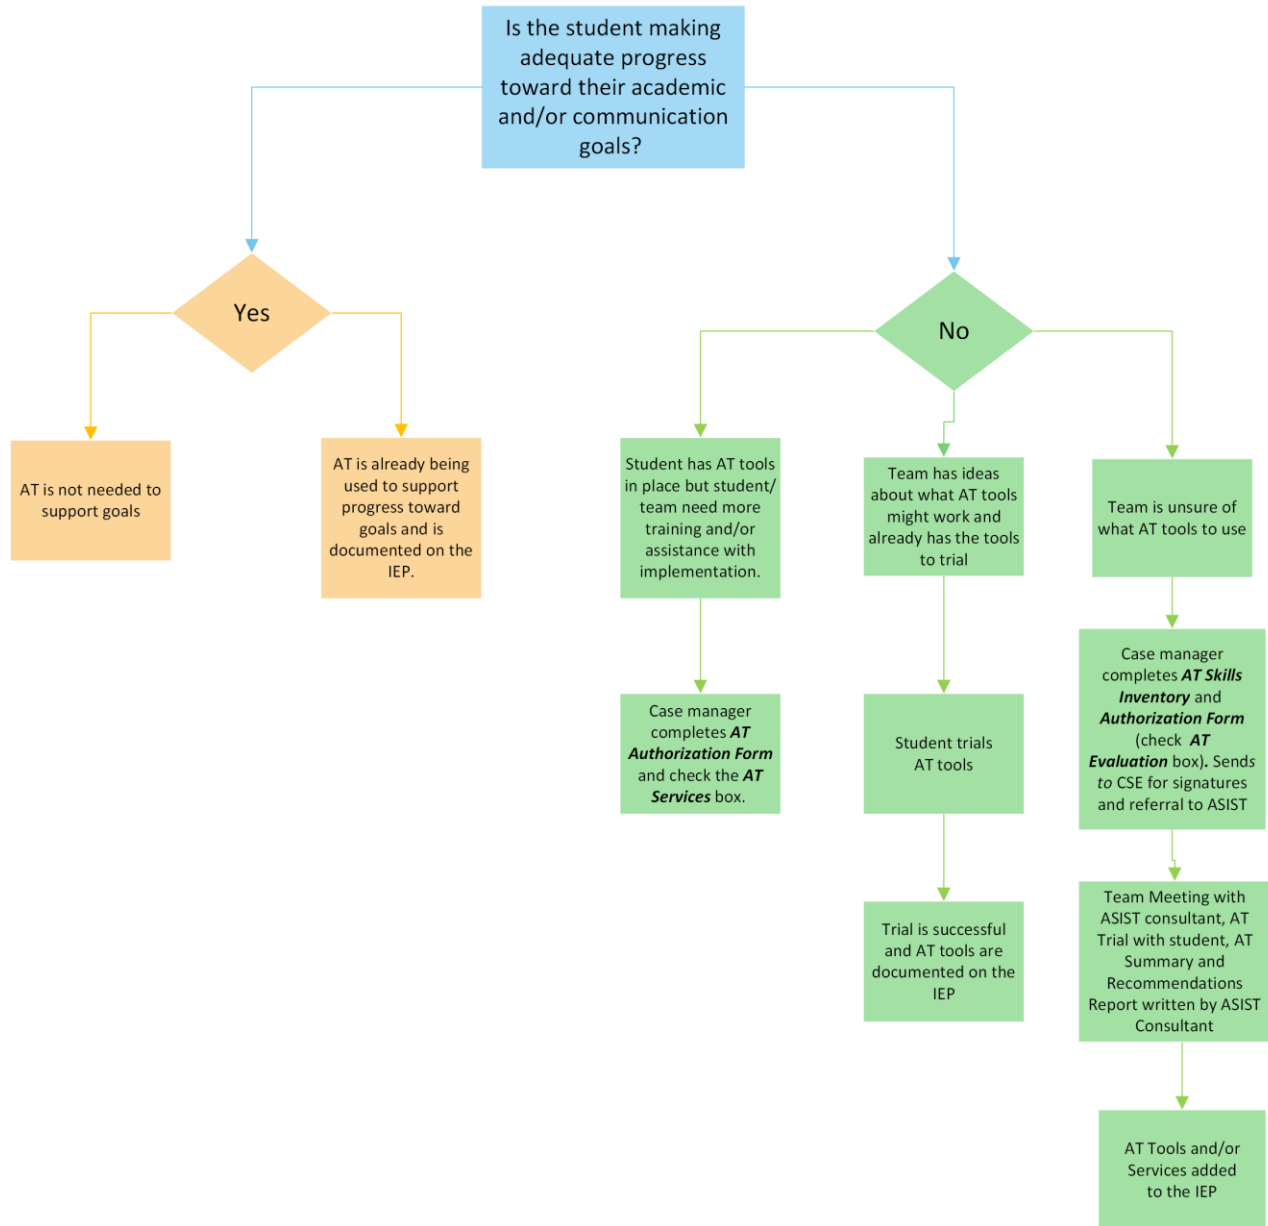 Is the student making
adequate progress
toward their academic
and/or communication
goals?
Yes
No
AT is not needed to
support goals
AT is already being
used to support
progress toward
goals and is
documented on the
IEP.
Student has AT tools
in place but student/
team need more
training and/or
assistance with
implementation.
Team has ideas
about what AT tools
might work and
already has the tools
to trial
Team is unsure of
what AT tools to use
Case manager
completes AT
Authorization Form
and check the AT
Services box.
Student trials
AT tools
Case manager
completes AT Skills
Inventory and
Authorization Form
(check AT
Evaluation box). Sends
to CSE for signatures
and referral to ASIST
Trial is successful
and AT tools are
documented on the
IEP
Team Meeting with
ASIST consultant, AT
Trial with student, AT
Summary and
Recommendations
Report written by ASIST
Consultant
AT Tools and/or
Services added
to the IEP